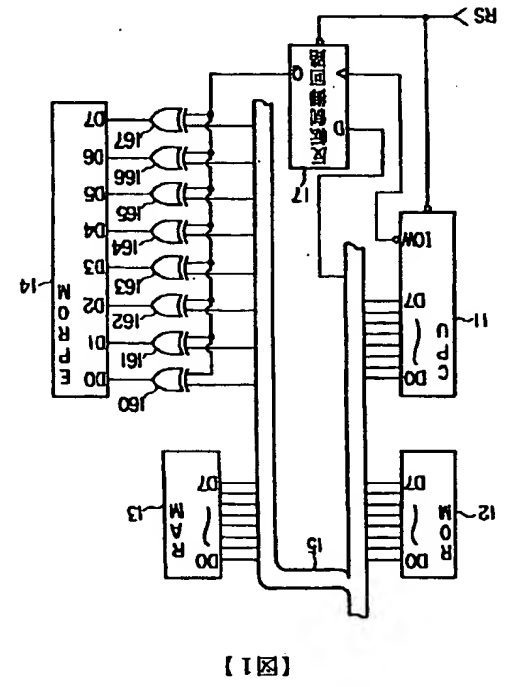 【図1】
12
ROM
D0
D7
15
D0
D7
RAM
13
11
CPU
D0
D7
IOW
160
161
162
163
164
165
166
167
D0
D1
D2
D3
D4
D5
D6
D7
EPROM
14
17
反転記憶回路
D
Q
RS